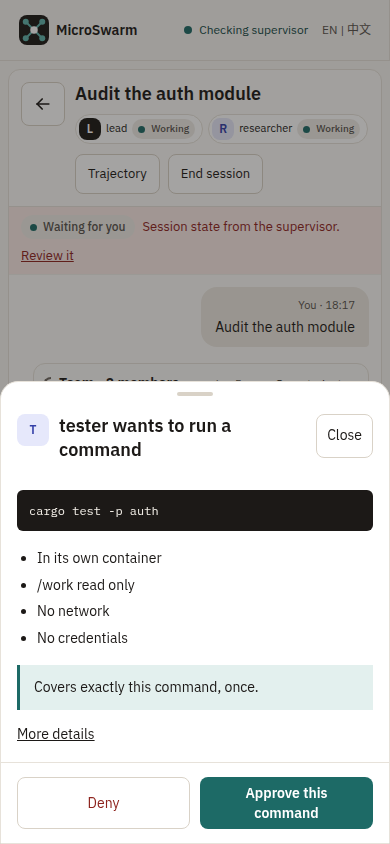 MicroSwarm
Checking supervisor
EN | 中文
Audit the auth module
L lead Working
R researcher Working
Trajectory
End session
Waiting for you
Session state from the supervisor.
Review it
You · 18:17
Audit the auth module
T
tester wants to run a
command
Close
cargo test -p auth
In its own container
/work read only
No network
No credentials
Covers exactly this command, once.
More details
Deny
Approve this
command